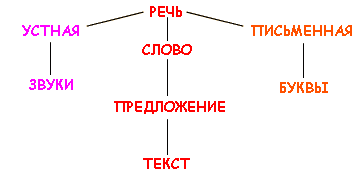 РЕЧЬ
УСТНАЯ
ПИСЬМЕННАЯ
СЛОВО
ЗВУКИ
БУКВЫ
ПРЕДЛОЖЕНИЕ
ТЕКСТ